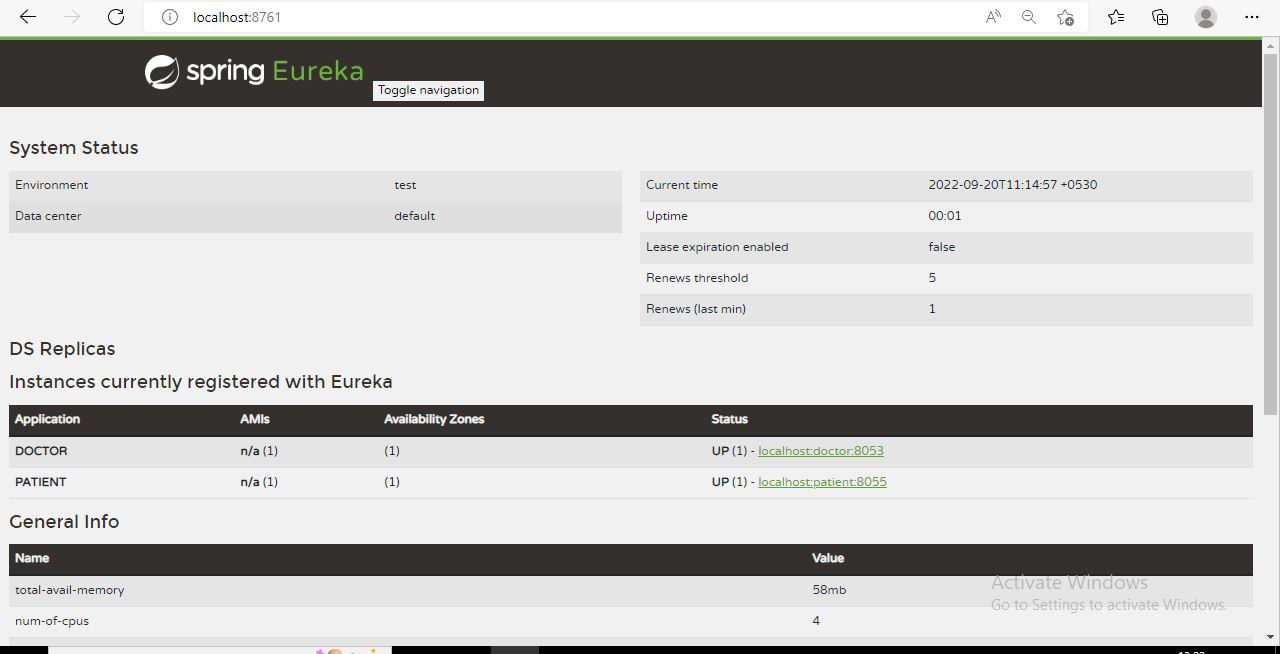 localhost:8761
spring Eureka
Toggle navigation
System Status
Environment test
Data center default
Current time 2022-09-20T11:14:57 +0530
Uptime 00:01
Lease expiration enabled false
Renews threshold 5
Renews (last min) 1
DS Replicas
Instances currently registered with Eureka
Application AMIs Availability Zones Status
DOCTOR n/a (1) (1) UP (1) - localhost:doctor:8053
PATIENT n/a (1) (1) UP (1) - localhost:patient:8055
General Info
Name Value
total-avail-memory 58mb
num-of-cpus 4
Activate Windows
Go to Settings to activate Windows.